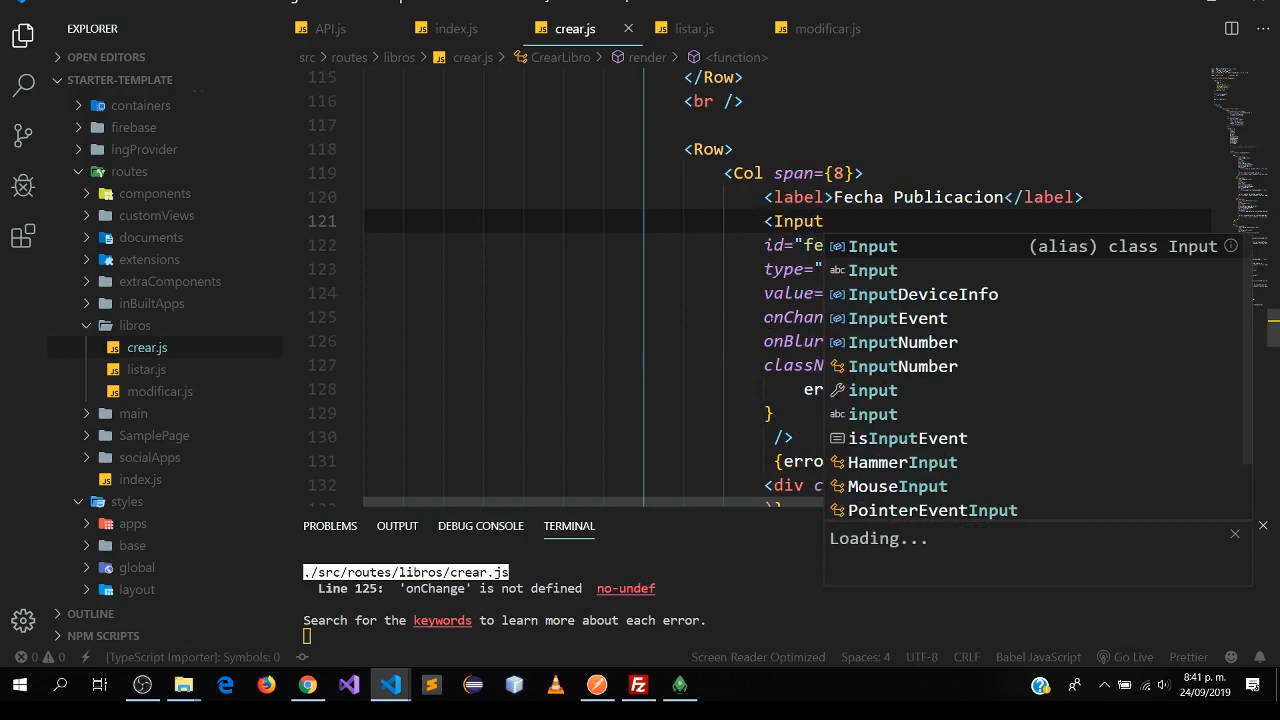 EXPLORER
API.js
index.js
crear.js
listar.js
modificar.js
OPEN EDITORS
src
routes
libros
crear.js
CrearLibro
render
<function>
STARTER-TEMPLATE
containers
firebase
lngProvider
routes
components
customViews
documents
extensions
extraComponents
inBuiltApps
libros
crear.js
listar.js
modificar.js
main
SamplePage
socialApps
index.js
styles
apps
base
global
layout
OUTLINE
NPM SCRIPTS
115 </Row>
116 <br />
117
118 <Row>
119 <Col span={8}>
120 <label>Fecha Publicacion</label>
121 <Input
122 id="fe
123 type="
124 value=
125 onChan
126 onBlur
127 classN
128 er
129 }
130 />
131 {erro
132 <div c
Input (alias) class Input
Input
InputDeviceInfo
InputEvent
InputNumber
InputNumber
input
input
isInputEvent
HammerInput
MouseInput
PointerEventInput
Loading...
PROBLEMS OUTPUT DEBUG CONSOLE TERMINAL
./src/routes/libros/crear.js
Line 125: 'onChange' is not defined no-undef
Search for the keywords to learn more about each error.
0 0 [TypeScript Importer]: Symbols: 0
Screen Reader Optimized Spaces: 4 UTF-8 CRLF Babel JavaScript Go Live Prettier
8:41 p. m.
24/09/2019